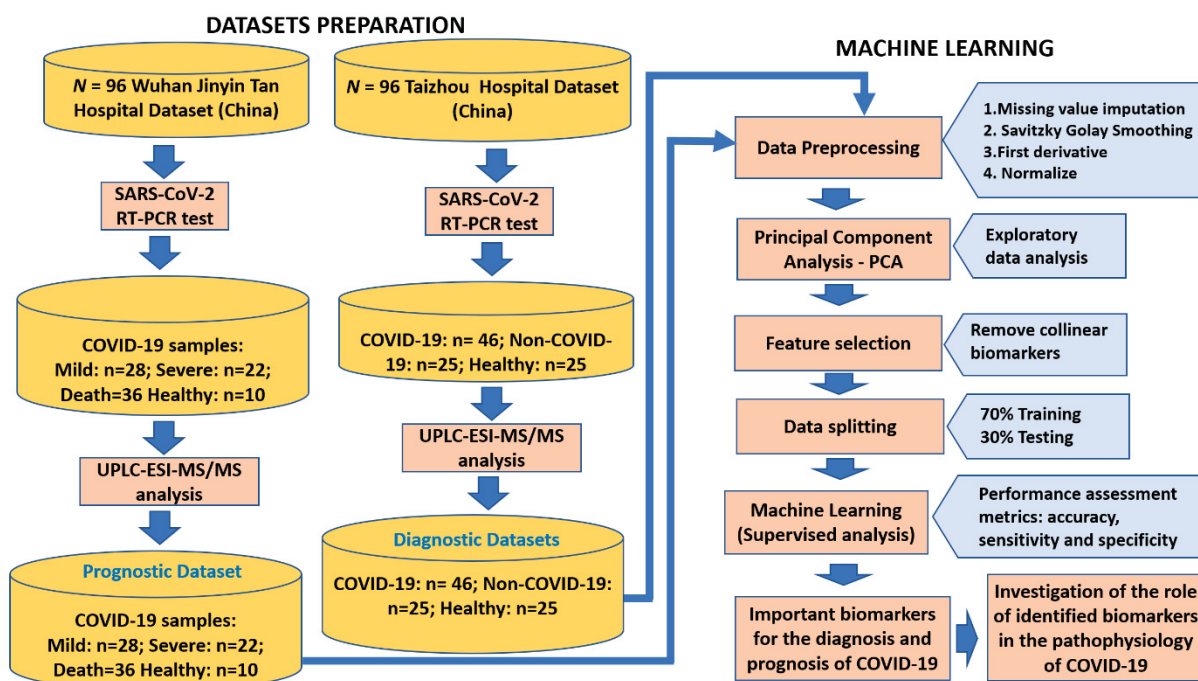 DATASETS PREPARATION
N = 96 Wuhan Jinyin Tan
Hospital Dataset (China)
SARS-CoV-2
RT-PCR test
COVID-19 samples:
Mild: n=28; Severe: n=22;
Death=36 Healthy: n=10
UPLC-ESI-MS/MS
analysis
Prognostic Dataset
COVID-19 samples:
Mild: n=28; Severe: n=22;
Death=36 Healthy: n=10
N = 96 Taizhou Hospital Dataset
(China)
SARS-CoV-2
RT-PCR test
COVID-19: n= 46; Non-COVID-
19: n=25; Healthy: n=25
UPLC-ESI-MS/MS
analysis
Diagnostic Datasets
COVID-19: n= 46; Non-COVID-19:
n=25; Healthy: n=25
MACHINE LEARNING
Data Preprocessing
1.Missing value imputation
2. Savitzky Golay Smoothing
3.First derivative
4. Normalize
Principal Component
Analysis - PCA
Exploratory
data analysis
Feature selection
Remove collinear
biomarkers
Data splitting
70% Training
30% Testing
Machine Learning
(Supervised analysis)
Performance assessment
metrics: accuracy,
sensitivity and specificity
Important biomarkers
for the diagnosis and
prognosis of COVID-19
Investigation of the role
of identified biomarkers
in the pathophysiology
of COVID-19